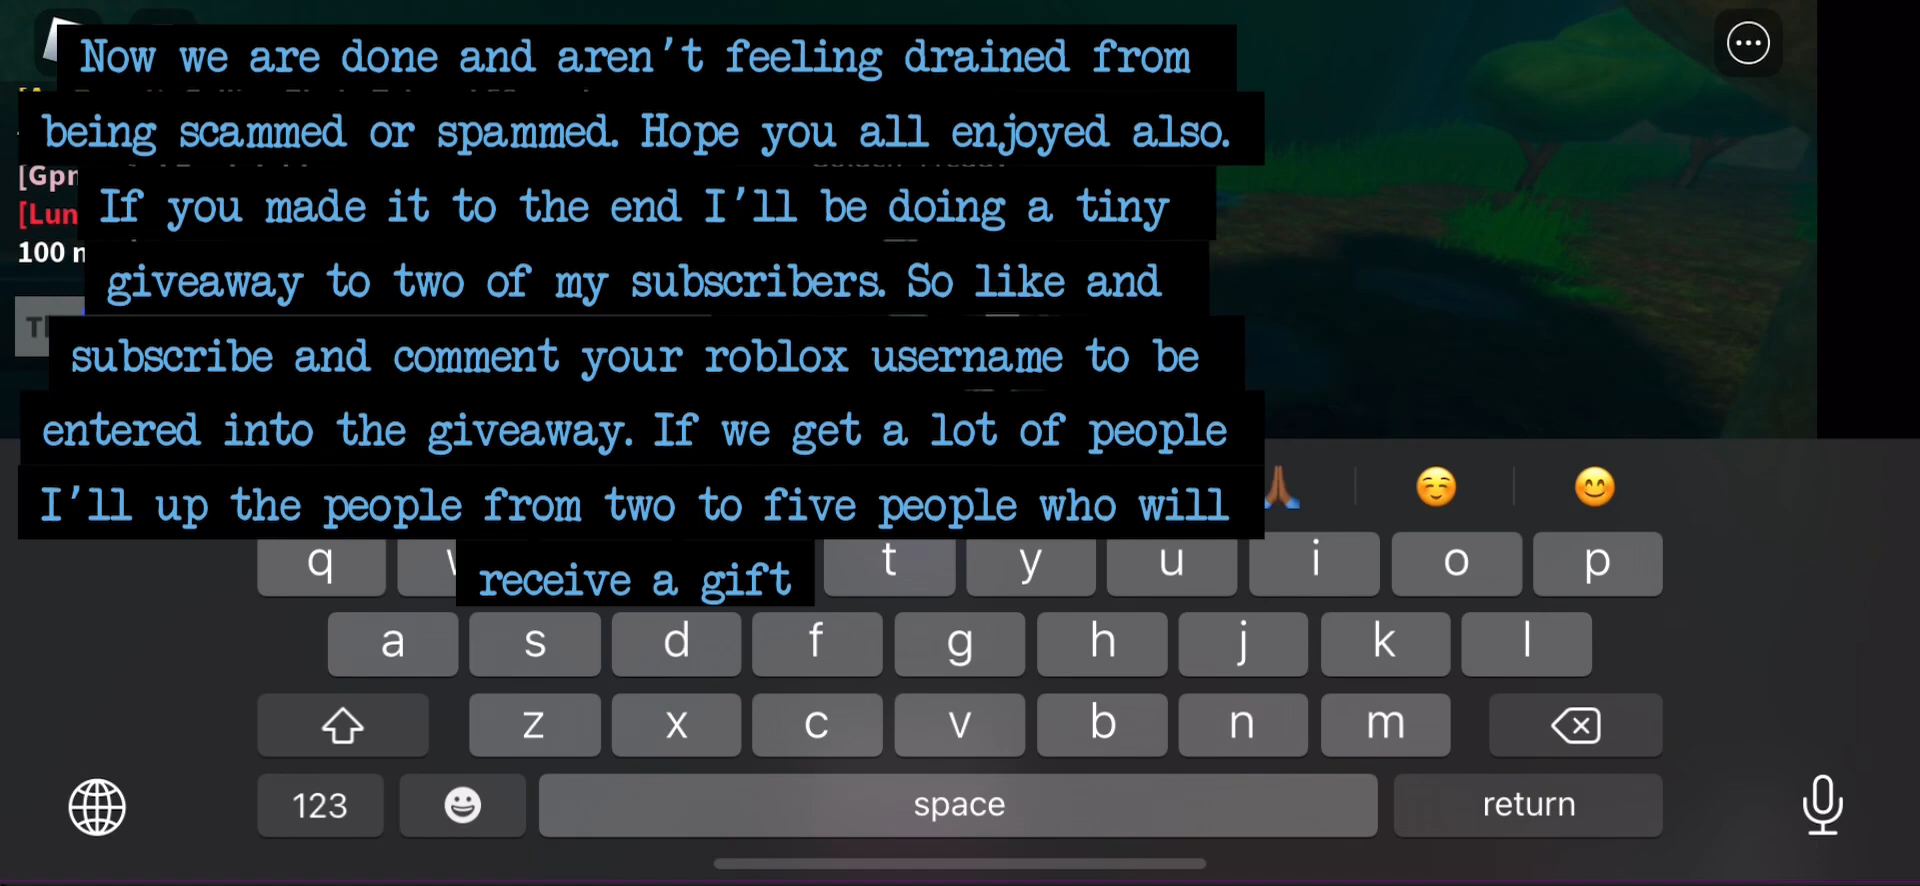 Now we are done and aren't feeling drained from
being scammed or spammed. Hope you all enjoyed also.
If you made it to the end I'll be doing a tiny
giveaway to two of my subscribers. So like and
subscribe and comment your roblox username to be
entered into the giveaway. If we get a lot of people
I'll up the people from two to five people who will
receive a gift
[Gpr
[Lun
100
q t y u i o p
a s d f g h j k l
z x c v b n m
123 space return